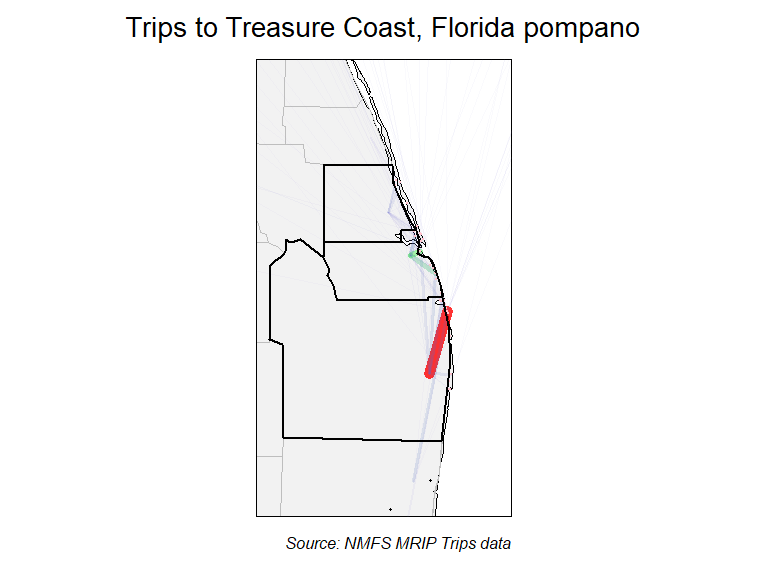 Trips to Treasure Coast, Florida pompano
Source: NMFS MRIP Trips data